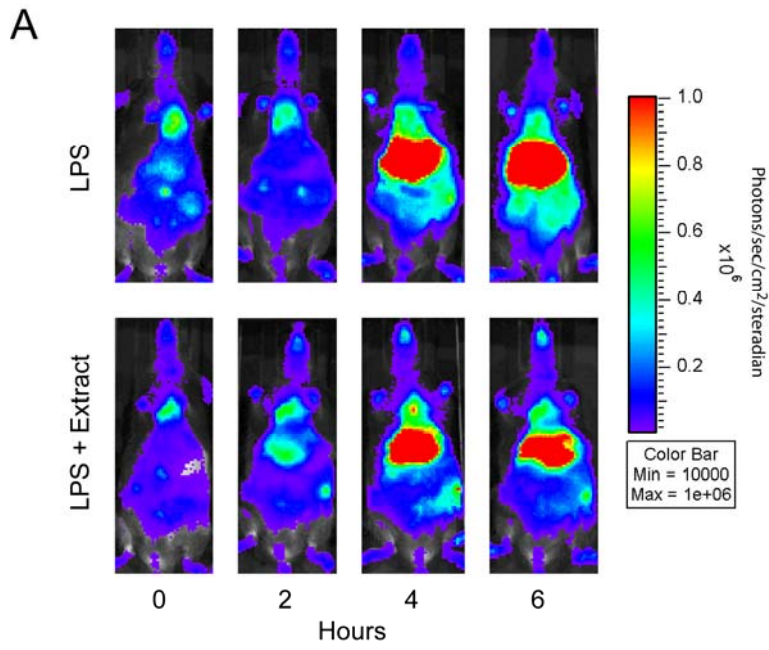 A
LPS
LPS + Extract
0 2 4 6
Hours
1.0
0.8
0.6
0.4
0.2
Photons/sec/cm²/steradian
x10⁶
Color Bar
Min = 10000
Max = 1e+06